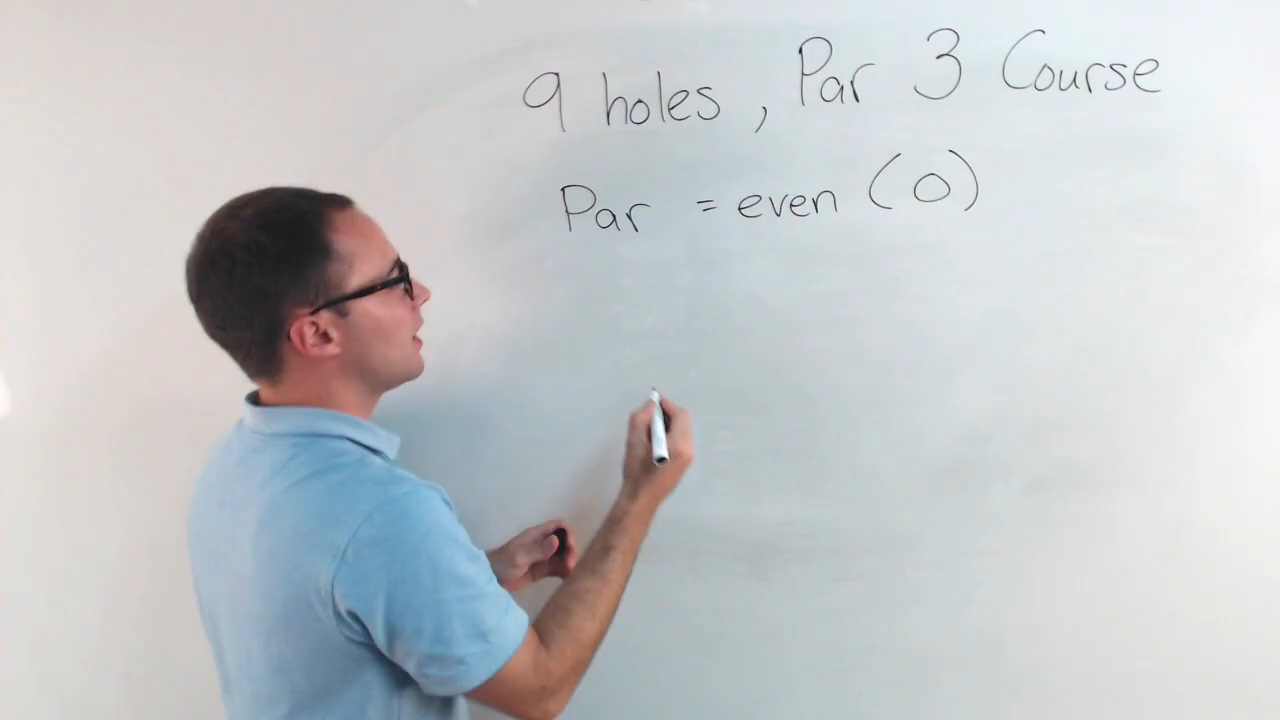 9 holes, Par 3 Course
Par = even (0)